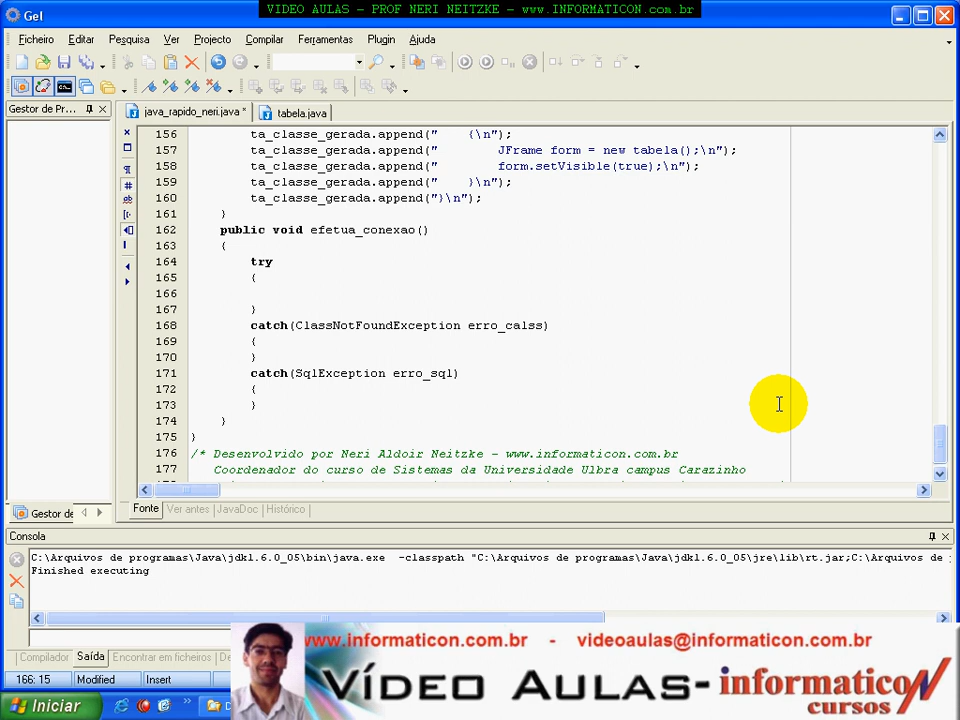 VIDEO AULAS - PROF NERI NEITZKE - www.INFORMATICON.com.br
Gel
Ficheiro Editar Pesquisa Ver Projecto Compilar Ferramentas Plugin Ajuda
Gestor de Pr...
java_rapido_neri.java * tabela.java
156 ta_classe_gerada.append("    {\n");
157 ta_classe_gerada.append("        JFrame form = new tabela();\n");
158 ta_classe_gerada.append("        form.setVisible(true);\n");
159 ta_classe_gerada.append("    }\n");
160 ta_classe_gerada.append("}\n");
161 }
162 public void efetua_conexao()
163 {
164 try
165 {
166
167 }
168 catch(ClassNotFoundException erro_calss)
169 {
170 }
171 catch(SqlException erro_sql)
172 {
173 }
174 }
175 }
176 /* Desenvolvido por Neri Aldoir Neitzke - www.informaticon.com.br
177 Coordenador do curso de Sistemas da Universidade Ulbra campus Carazinho
Gestor de
Fonte Ver antes JavaDoc Histórico
Consola
C:\Arquivos de programas\Java\jdk1.6.0_05\bin\java.exe  -classpath "C:\Arquivos de programas\Java\jdk1.6.0_05\jre\lib\rt.jar;C:\Arquivos de
Finished executing
www.informaticon.com.br - videoaulas@informaticon.com.br
Compilador Saída Encontrar em ficheiros De
166: 15 Modified Insert
VÍDEO AULAS- informaticon
cursos
Iniciar D